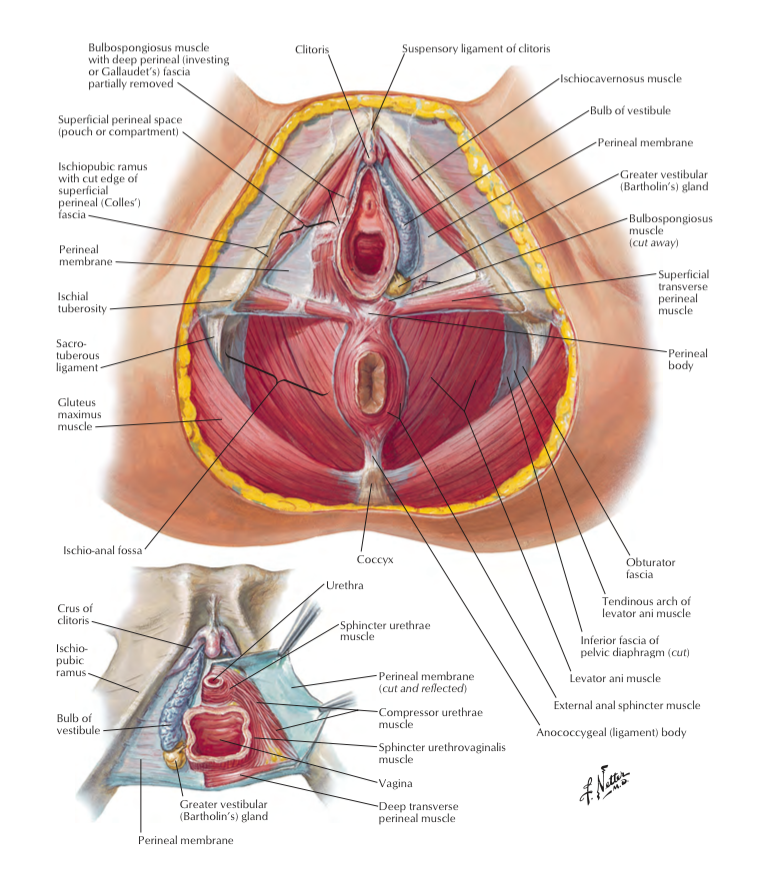 Bulbospongiosus muscle
with deep perineal (investing
or Gallaudet's) fascia
partially removed
Clitoris
Suspensory ligament of clitoris
Ischiocavernosus muscle
Bulb of vestibule
Superficial perineal space
(pouch or compartment)
Perineal membrane
Ischiopubic ramus
with cut edge of
superficial
perineal (Colles')
fascia
Greater vestibular
(Bartholin's) gland
Bulbospongiosus
muscle
(cut away)
Perineal
membrane
Superficial
transverse
perineal
muscle
Ischial
tuberosity
Sacro-
tuberous
ligament
Perineal
body
Gluteus
maximus
muscle
Ischio-anal fossa
Coccyx
Obturator
fascia
Tendinous arch of
levator ani muscle
Inferior fascia of
pelvic diaphragm (cut)
Levator ani muscle
External anal sphincter muscle
Anococcygeal (ligament) body
Urethra
Crus of
clitoris
Sphincter urethrae
muscle
Ischio-
pubic
ramus
Perineal membrane
(cut and reflected)
Bulb of
vestibule
Compressor urethrae
muscle
Sphincter urethrovaginalis
muscle
Vagina
Greater vestibular
(Bartholin's) gland
Deep transverse
perineal muscle
Perineal membrane
F. Netter
M.D.